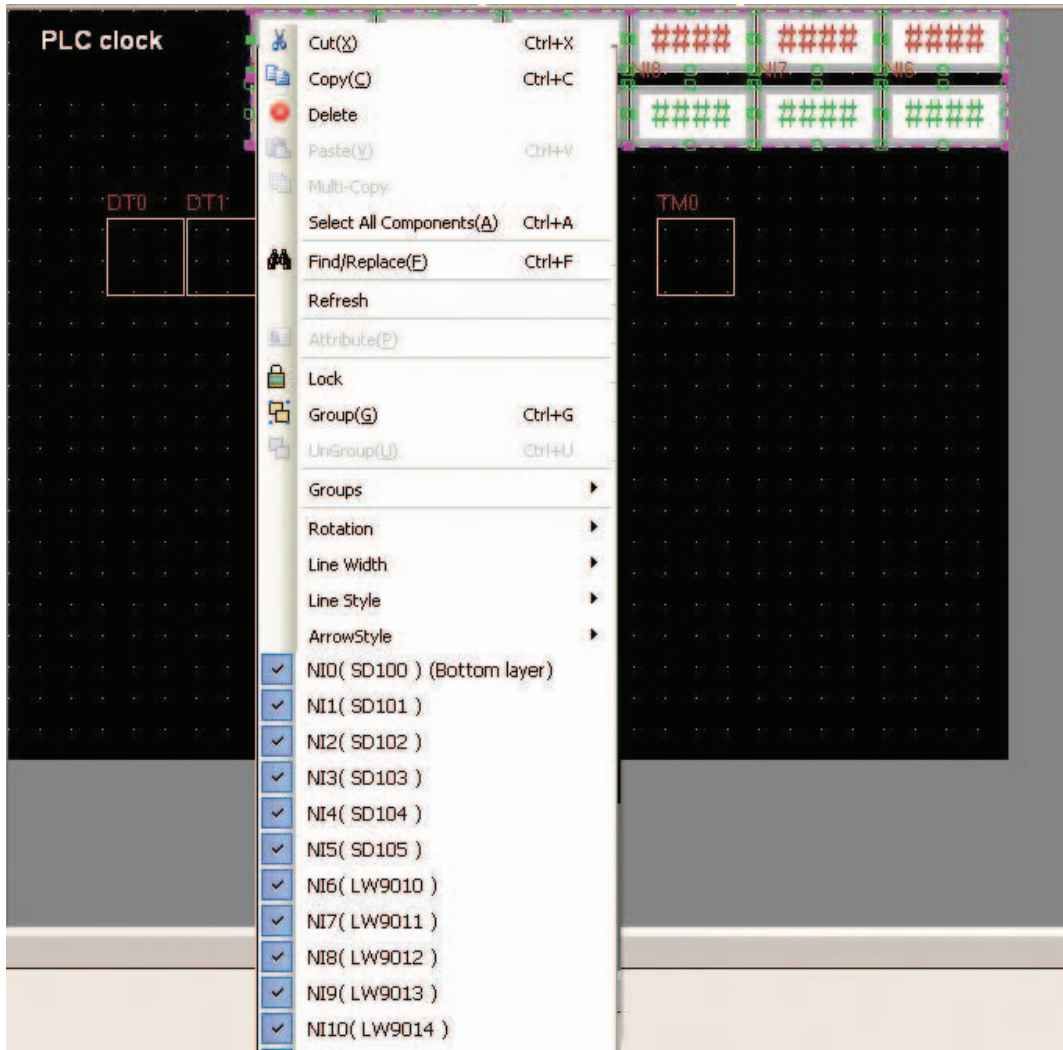 PLC clock
#### #### ####
NI8 NI7 NI6
#### #### ####
DT0 DT1 TM0
Cut(X) Ctrl+X
Copy(C) Ctrl+C
Delete
Paste(V) Ctrl+V
Multi-Copy
Select All Components(A) Ctrl+A
Find/Replace(F) Ctrl+F
Refresh
Attribute(P)
Lock
Group(G) Ctrl+G
UnGroup(U) Ctrl+U
Groups
Rotation
Line Width
Line Style
ArrowStyle
NI0( SD100 ) (Bottom layer)
NI1( SD101 )
NI2( SD102 )
NI3( SD103 )
NI4( SD104 )
NI5( SD105 )
NI6( LW9010 )
NI7( LW9011 )
NI8( LW9012 )
NI9( LW9013 )
NI10( LW9014 )